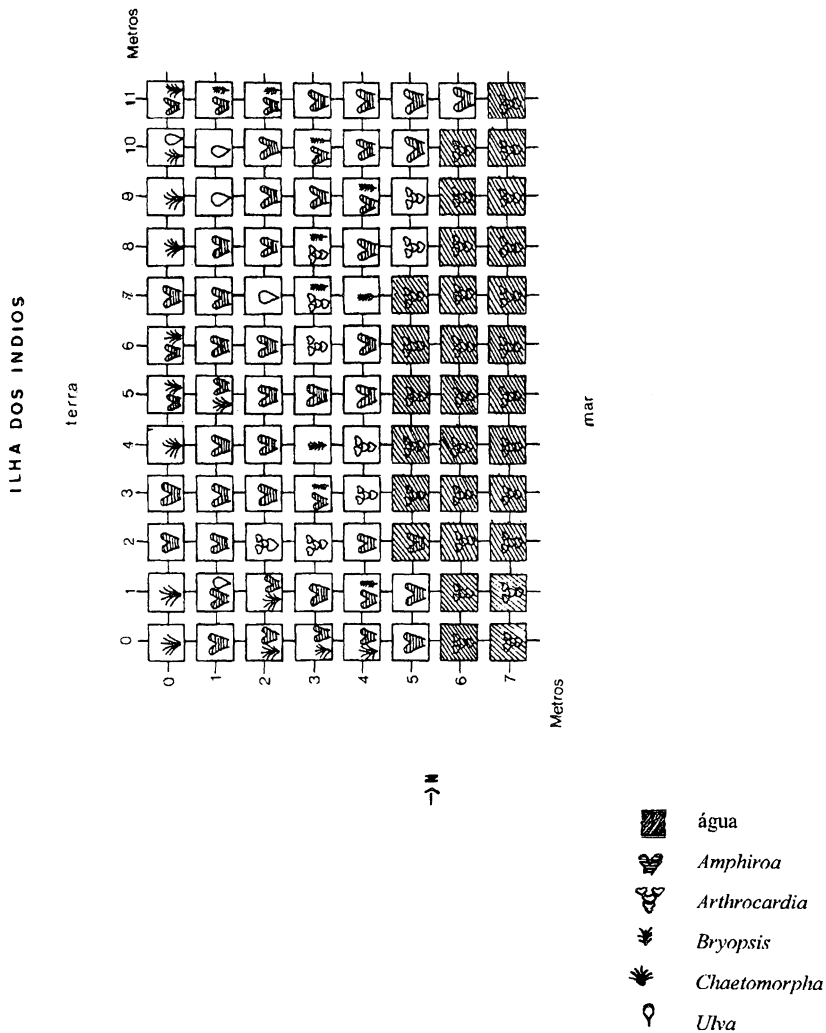 ILHA DOS INDIOS
terra
Metros
0 1 2 3 4 5 6 7 8 9 10 11
0
1
2
3
4
5
6
7
Metros
mar
N
água
Amphiroa
Arthrocardia
Bryopsis
Chaetomorpha
Ulva